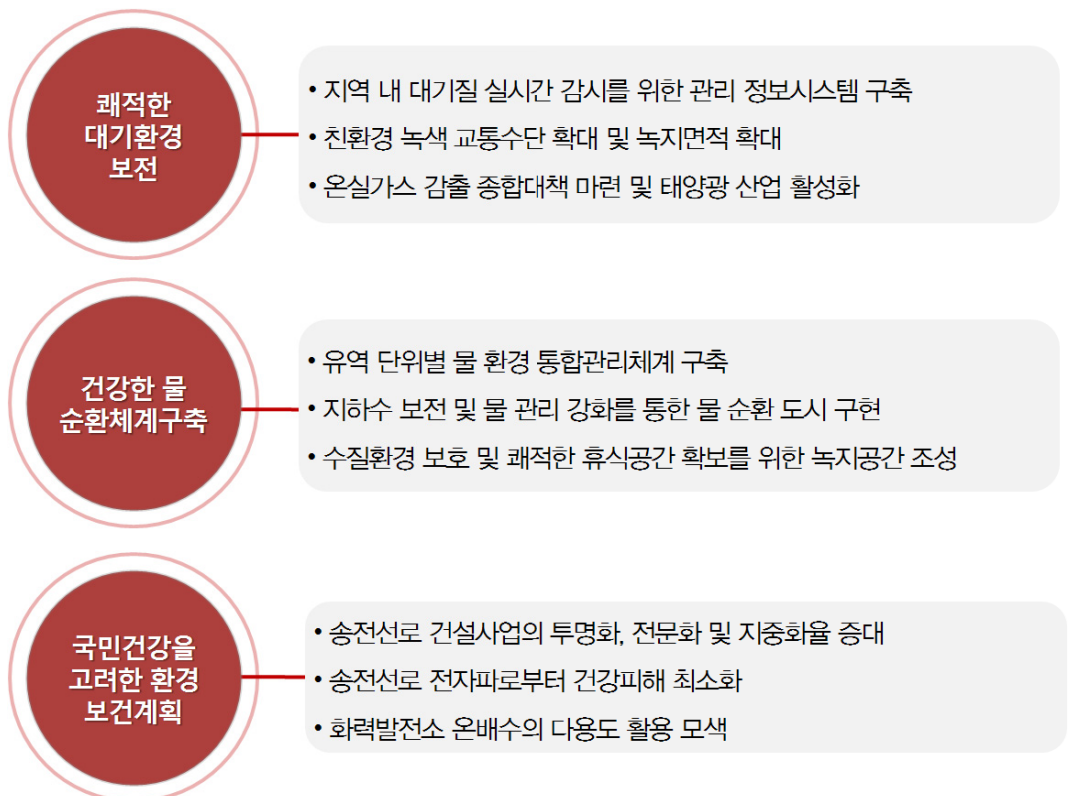 쾌적한
대기환경
보전
• 지역 내 대기질 실시간 감시를 위한 관리 정보시스템 구축
• 친환경 녹색 교통수단 확대 및 녹지면적 확대
• 온실가스 감출 종합대책 마련 및 태양광 산업 활성화
건강한 물
순환체계구축
• 유역 단위별 물 환경 통합관리체계 구축
• 지하수 보전 및 물 관리 강화를 통한 물 순환 도시 구현
• 수질환경 보호 및 쾌적한 휴식공간 확보를 위한 녹지공간 조성
국민건강을
고려한 환경
보건계획
• 송전선로 건설사업의 투명화, 전문화 및 지중화율 증대
• 송전선로 전자파로부터 건강피해 최소화
• 화력발전소 온배수의 다용도 활용 모색